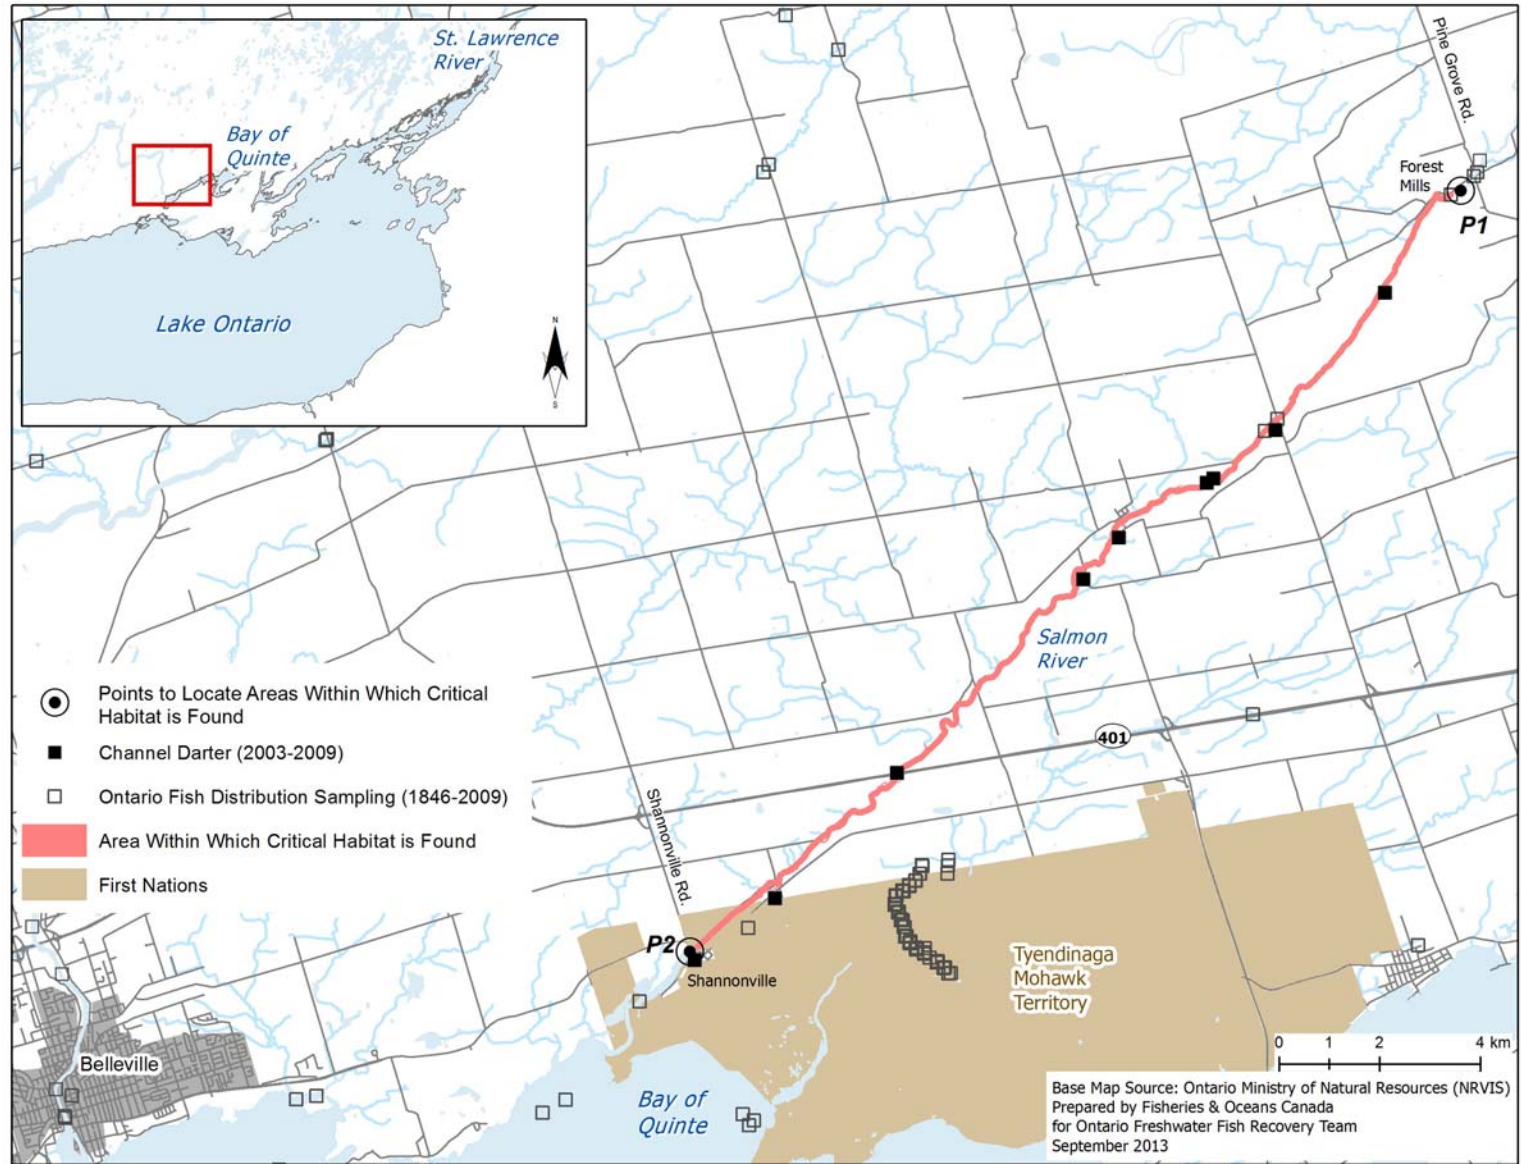 St. Lawrence
River
Bay of
Quinte
Lake Ontario
N
S
Pine Grove Rd.
Forest
Mills
P1
Salmon
River
401
Points to Locate Areas Within Which Critical
Habitat is Found
Channel Darter (2003-2009)
Ontario Fish Distribution Sampling (1846-2009)
Area Within Which Critical Habitat is Found
First Nations
Shannonville Rd.
P2
Shannonville
Tyendinaga
Mohawk
Territory
Belleville
Bay of
Quinte
0 1 2 4 km
Base Map Source: Ontario Ministry of Natural Resources (NRVIS)
Prepared by Fisheries & Oceans Canada
for Ontario Freshwater Fish Recovery Team
September 2013